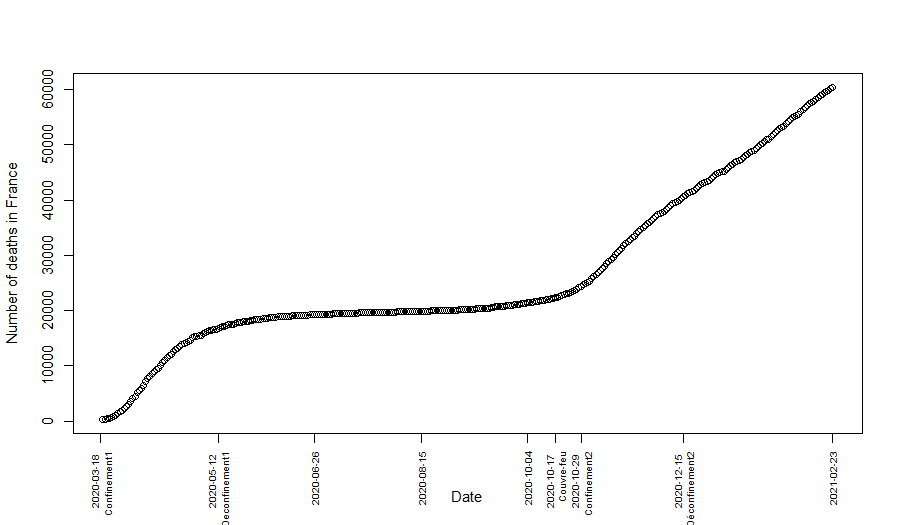 Number of deaths in France
60000
50000
40000
30000
20000
10000
0
2020-03-18
Confinement1
2020-05-12
Déconfinement1
2020-06-26
2020-08-15
2020-10-04
2020-10-17
Couvre-feu
2020-10-29
Confinement2
2020-12-15
Déconfinement2
2021-02-23
Date